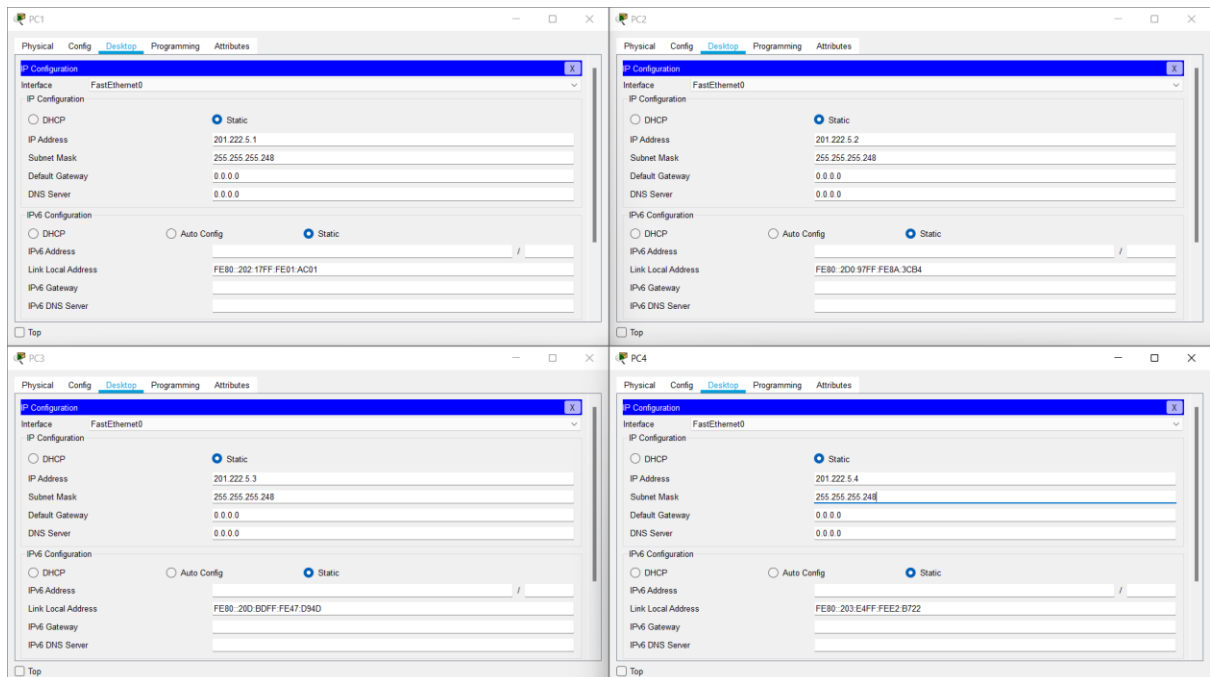 PC1
Physical Config Desktop Programming Attributes
IP Configuration X
Interface FastEthernet0
IP Configuration
DHCP Static
IP Address 201.222.5.1
Subnet Mask 255.255.255.248
Default Gateway 0.0.0.0
DNS Server 0.0.0.0
IPv6 Configuration
DHCP Auto Config Static
IPv6 Address /
Link Local Address FE80::202:17FF:FE01:AC01
IPv6 Gateway
IPv6 DNS Server
Top
PC2
Physical Config Desktop Programming Attributes
IP Configuration X
Interface FastEthernet0
IP Configuration
DHCP Static
IP Address 201.222.5.2
Subnet Mask 255.255.255.248
Default Gateway 0.0.0.0
DNS Server 0.0.0.0
IPv6 Configuration
DHCP Auto Config Static
IPv6 Address /
Link Local Address FE80::2D0:97FF:FE8A:3CB4
IPv6 Gateway
IPv6 DNS Server
Top
PC3
Physical Config Desktop Programming Attributes
IP Configuration X
Interface FastEthernet0
IP Configuration
DHCP Static
IP Address 201.222.5.3
Subnet Mask 255.255.255.248
Default Gateway 0.0.0.0
DNS Server 0.0.0.0
IPv6 Configuration
DHCP Auto Config Static
IPv6 Address /
Link Local Address FE80::20D:BDFF:FE47:D94D
IPv6 Gateway
IPv6 DNS Server
Top
PC4
Physical Config Desktop Programming Attributes
IP Configuration X
Interface FastEthernet0
IP Configuration
DHCP Static
IP Address 201.222.5.4
Subnet Mask 255.255.255.248
Default Gateway 0.0.0.0
DNS Server 0.0.0.0
IPv6 Configuration
DHCP Auto Config Static
IPv6 Address /
Link Local Address FE80::203:E4FF:FEE2:B722
IPv6 Gateway
IPv6 DNS Server
Top